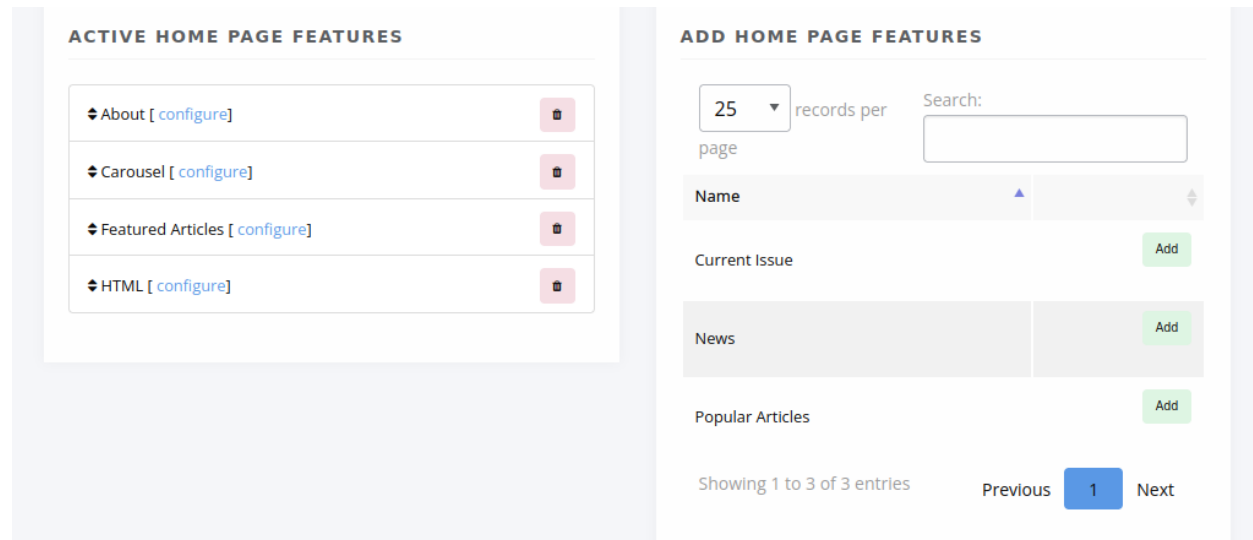 ACTIVE HOME PAGE FEATURES
About [ configure]
Carousel [ configure]
Featured Articles [ configure]
HTML [ configure]
ADD HOME PAGE FEATURES
25 records per page
Search:
Name
Current Issue Add
News Add
Popular Articles Add
Showing 1 to 3 of 3 entries
Previous 1 Next